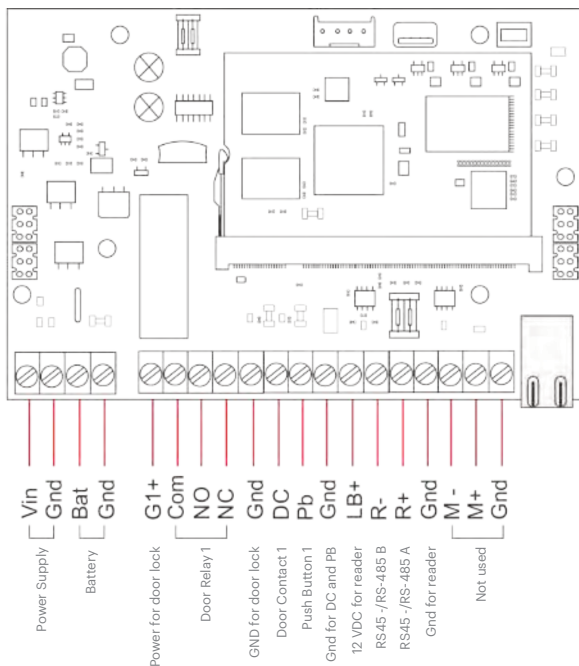 Vin
Gnd
Bat
Gnd
G1+
Com
NO
NC
Gnd
DC
Pb
Gnd
LB+
R-
R+
Gnd
M -
M+
Gnd
Power Supply
Battery
Power for door lock
Door Relay 1
GND for door lock
Door Contact 1
Push Button 1
Gnd for DC and PB
12 VDC for reader
RS45 -/RS-485 B
RS45 -/RS-485 A
Gnd for reader
Not used